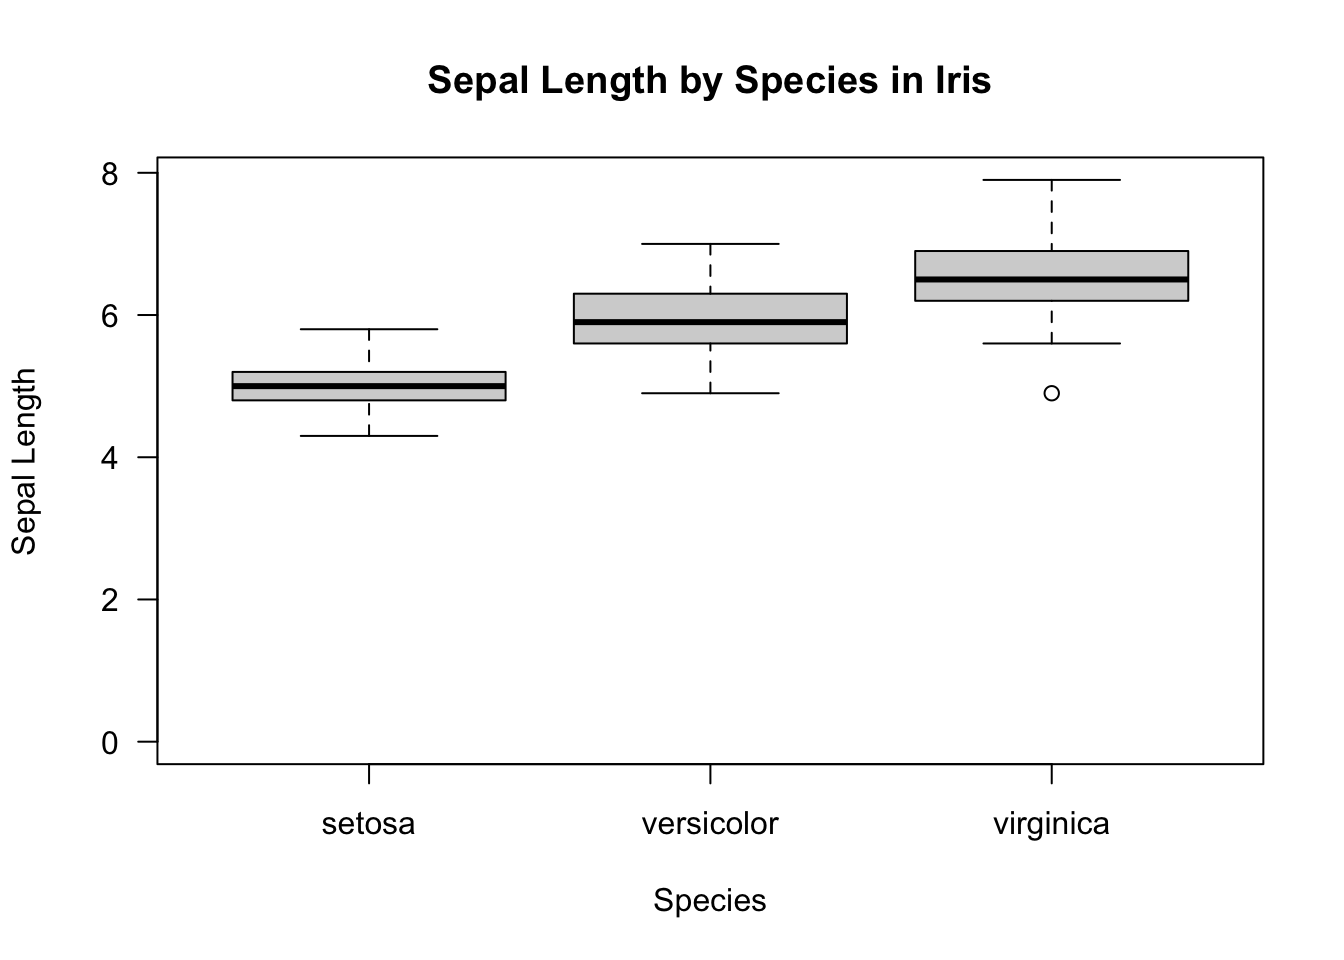 Sepal Length by Species in Iris
Sepal Length
8
6
4
2
0
setosa versicolor virginica
Species